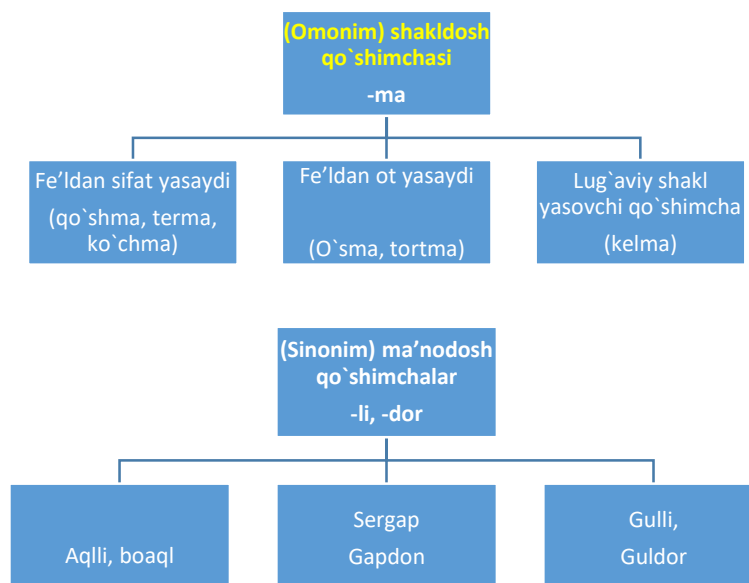 (Omonim) shakldosh
qo`shimchasi
-ma
Fe’ldan sifat yasaydi
(qo`shma, terma,
ko`chma)
Fe’ldan ot yasaydi
(O`sma, tortma)
Lug`aviy shakl
yasovchi qo`shimcha
(kelma)
(Sinonim) ma’nodosh
qo`shimchalar
-li, -dor
Aqlli, boaql
Sergap
Gapdon
Gulli,
Guldor